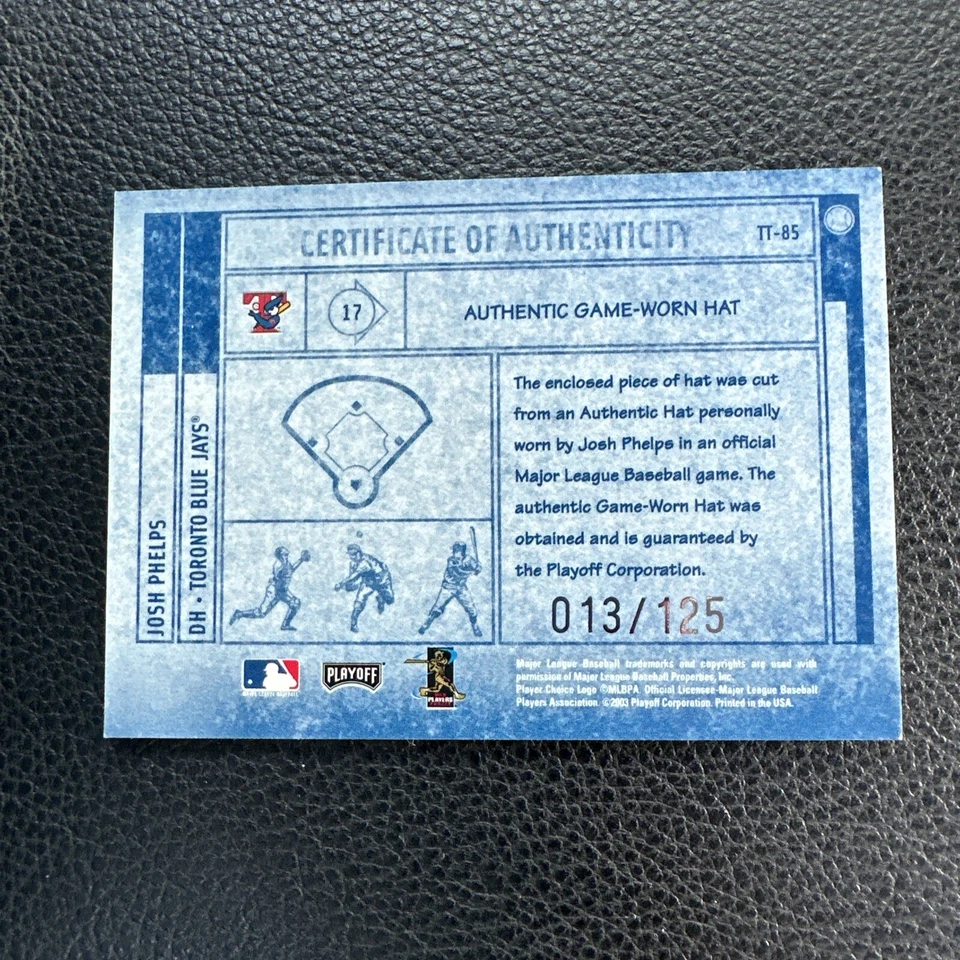 CERTIFICATE OF AUTHENTICITY
TT-85
17
AUTHENTIC GAME-WORN HAT
JOSH PHELPS
DH • TORONTO BLUE JAYS®
The enclosed piece of hat was cut
from an Authentic Hat personally
worn by Josh Phelps in an official
Major League Baseball game. The
authentic Game-Worn Hat was
obtained and is guaranteed by
the Playoff Corporation.
013/125
PLAYOFF
PLAYERS
Major League Baseball trademarks and copyrights are used with
permission of Major League Baseball Properties, Inc.
Player Choice Logo ©MLBPA. Official Licensee-Major League Baseball
Players Association. ©2003 Playoff Corporation. Printed in the USA.